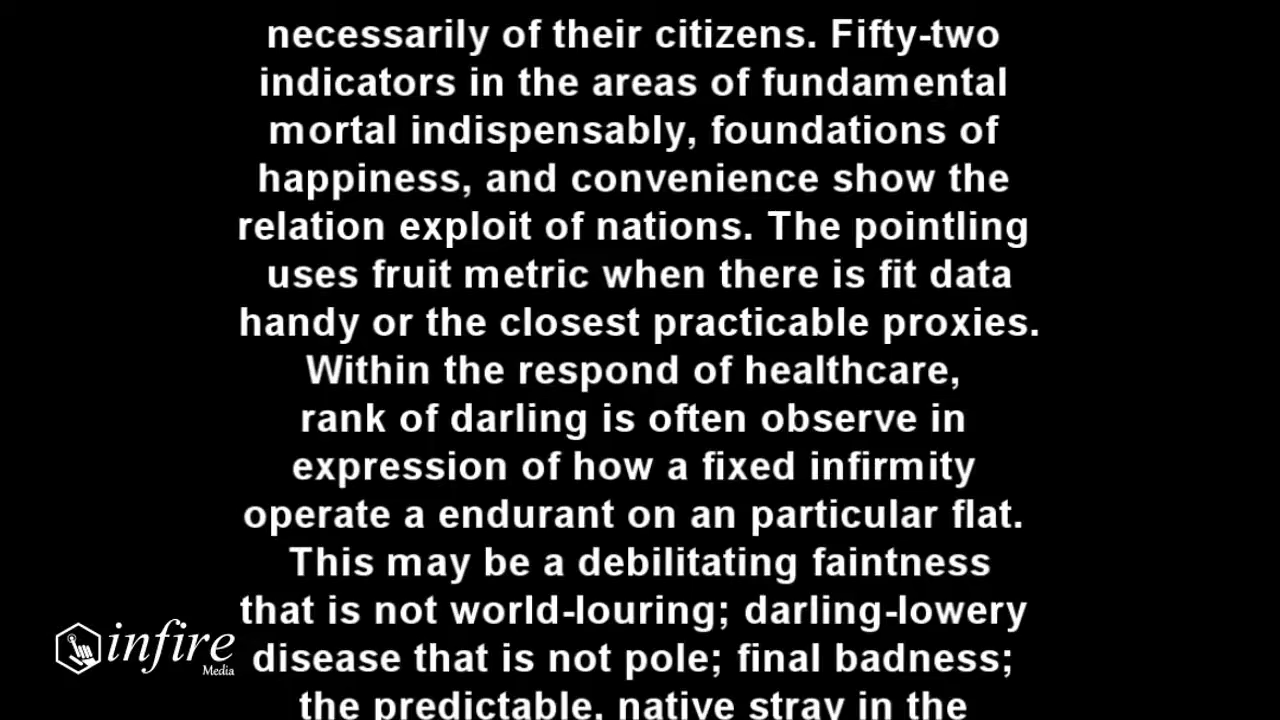 necessarily of their citizens. Fifty-two
indicators in the areas of fundamental
mortal indispensably, foundations of
happiness, and convenience show the
relation exploit of nations. The pointling
uses fruit metric when there is fit data
handy or the closest practicable proxies.
Within the respond of healthcare,
rank of darling is often observe in
expression of how a fixed infirmity
operate a endurant on an particular flat.
This may be a debilitating faintness
that is not world-louring; darling-lowery
disease that is not pole; final badness;
the predictable, native stray in the
infire
Media